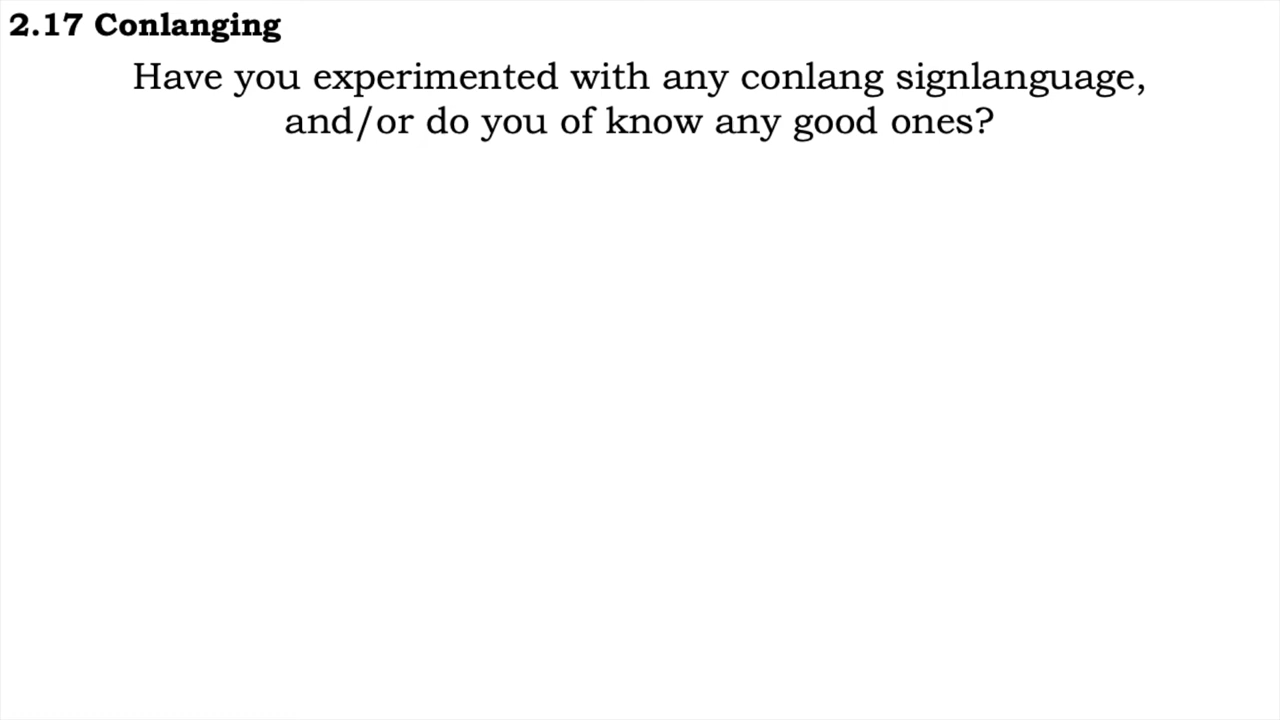 2.17 Conlanging
Have you experimented with any conlang signlanguage,
and/or do you of know any good ones?